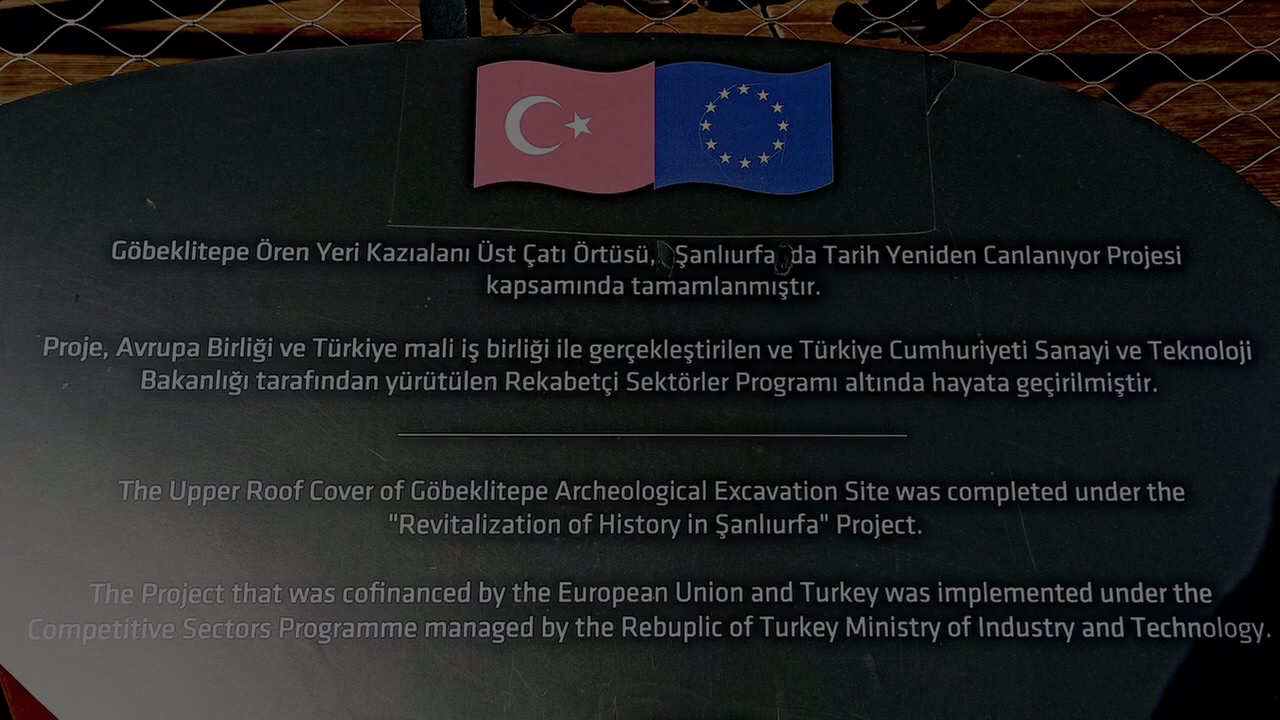 Göbeklitepe Ören Yeri Kazıalanı Üst Çatı Örtüsü, Şanlıurfa da Tarih Yeniden Canlanıyor Projesi
kapsamında tamamlanmıştır.
Proje, Avrupa Birliği ve Türkiye mali iş birliği ile gerçekleştirilen ve Türkiye Cumhuriyeti Sanayi ve Teknoloji
Bakanlığı tarafından yürütülen Rekabetçi Sektörler Programı altında hayata geçirilmiştir.
The Upper Roof Cover of Göbeklitepe Archeological Excavation Site was completed under the
"Revitalization of History in Şanlıurfa" Project.
The Project that was cofinanced by the European Union and Turkey was implemented under the
Competitive Sectors Programme managed by the Rebuplic of Turkey Ministry of Industry and Technology.